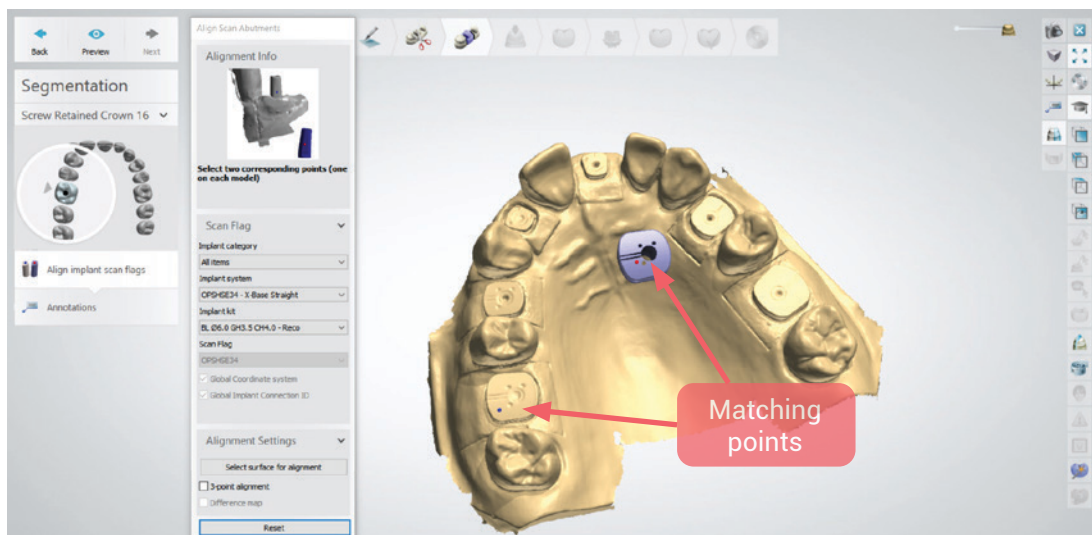 Align Scan Abutments
Back
Preview
Next
Alignment Info
Segmentation
Screw Retained Crown 16
Select two corresponding points (one
on each model)
Scan Flag
Implant category
All items
Implant system
OPSHSE34 - X-Base Straight
Implant kit
BL Ø6.0 GH3.5 CH4.0 - Reco
Scan Flag
OPSHSE34
Global Coordinate system
Global Implant Connection ID
Align implant scan flags
Annotations
Alignment Settings
Select surface for alignment
3-point alignment
Difference map
Reset
Matching
points